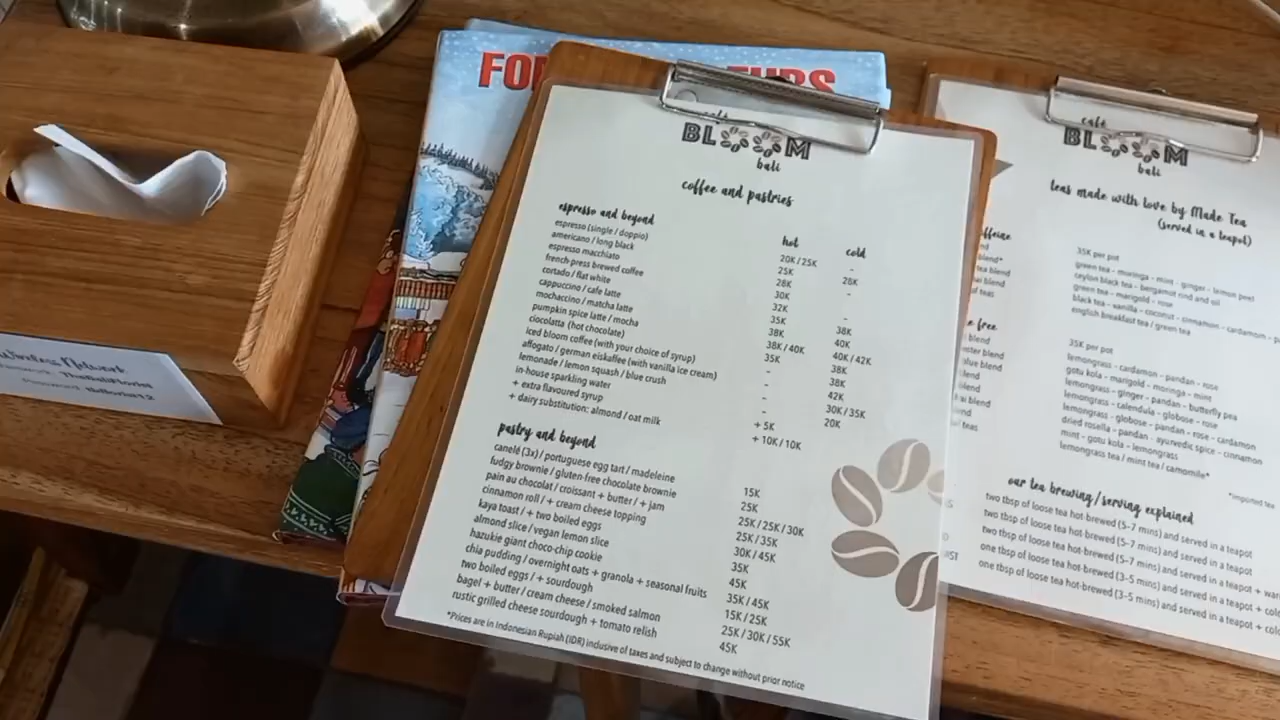 café
BLOOM
bali
coffee and pastries
espresso and beyond
hot cold
espresso (single / doppio) 20K / 25K -
americano / long black 25K 28K
espresso macchiato 28K -
french press brewed coffee 30K
cortado / flat white 32K
cappuccino / cafe latte 35K 38K
mochaccino / matcha latte 38K 40K
pumpkin spice latte / mocha 38K / 40K 40K / 42K
cioccolatta (hot chocolate) 35K 38K
iced bloom coffee (with your choice of syrup) - 38K
affogato / german eiskaffee (with vanilla ice cream) - 42K
lemonade / lemon squash / blue crush - 30K / 35K
in-house sparkling water - 20K
+ extra flavoured syrup + 5K
+ dairy substitution: almond / oat milk + 10K / 10K
pastry and beyond
canelé (3x) / portuguese egg tart / madeleine 15K
fudgy brownie / gluten-free chocolate brownie 25K
pain au chocolat / croissant + butter / + jam 25K / 25K / 30K
cinnamon roll / + cream cheese topping 25K / 35K
kaya toast / + two boiled eggs 30K / 45K
almond slice / vegan lemon slice 35K
hazukie giant choco-chip cookie 45K
chia pudding / overnight oats + granola + seasonal fruits 35K / 45K
two boiled eggs / + sourdough 15K / 25K
bagel + butter / cream cheese / smoked salmon 25K / 30K / 55K
rustic grilled cheese sourdough + tomato relish 45K
*Prices are in Indonesian Rupiah (IDR) inclusive of taxes and subject to change without prior notice
café
BLOOM
bali
teas made with love by Made Tea
(served in a teapot)
35K per pot
green tea - moringa - mint - ginger - lemon peel
ceylon black tea - bergamot rind and oil
green tea - marigold - rose
black tea - vanilla - coconut - cinnamon - cardamon
english breakfast tea / green tea
35K per pot
lemongrass - cardamon - pandan - rose
gotu kola - marigold - moringa - mint
lemongrass - ginger - pandan - butterfly pea
lemongrass - calendula - globose - rose
lemongrass - globose - pandan - rose - cardamon
dried rosella - pandan - ayurvedic spice - cinnamon
mint - gotu kola - lemongrass
lemongrass tea / mint tea / camomile*
*imported tea
our tea brewing/serving explained
two tbsp of loose tea hot-brewed (5-7 mins) and served in a teapot
two tbsp of loose tea hot-brewed (5-7 mins) and served in a teapot
two tbsp of loose tea hot-brewed (5-7 mins) and served in a teapot +
one tbsp of loose tea hot-brewed (3-5 mins) and served in a teapot +
one tbsp of loose tea hot-brewed (3-5 mins) and served in a teapot +
Wireless Network